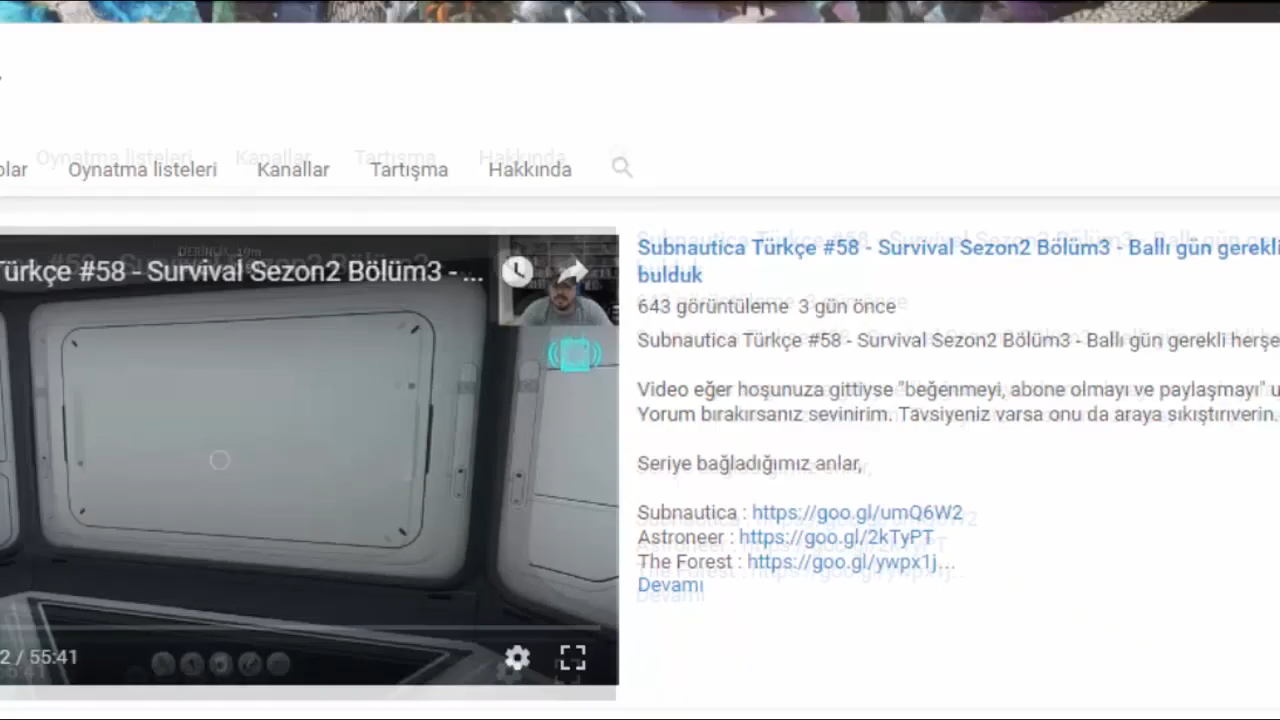 olar Oynatma listeleri Kanallar Tartışma Hakkında
Türkçe #58 - Survival Sezon2 Bölüm3 - ...
2 / 55:41
Subnautica Türkçe #58 - Survival Sezon2 Bölüm3 - Ballı gün gerekli
bulduk
643 görüntüleme 3 gün önce
Subnautica Türkçe #58 - Survival Sezon2 Bölüm3 - Ballı gün gerekli herşe
Video eğer hoşunuza gittiyse "beğenmeyi, abone olmayı ve paylaşmayı" u
Yorum bırakırsanız sevinirim. Tavsiyeniz varsa onu da araya sıkıştırıverin.
Seriye bağladığımız anlar,
Subnautica : https://goo.gl/umQ6W2
Astroneer : https://goo.gl/2kTyPT
The Forest : https://goo.gl/ywpx1j...
Devamı